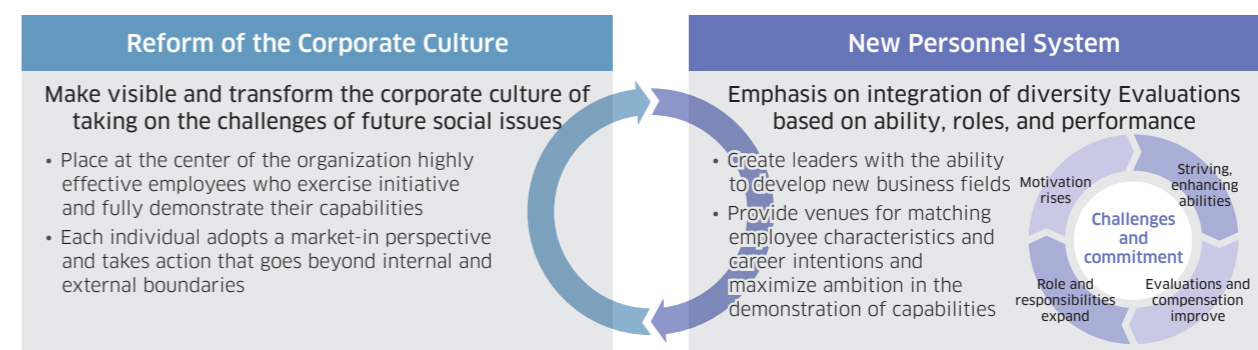 Reform of the Corporate Culture
Make visible and transform the corporate culture of
taking on the challenges of future social issues
• Place at the center of the organization highly
effective employees who exercise initiative
and fully demonstrate their capabilities
• Each individual adopts a market-in perspective
and takes action that goes beyond internal and
external boundaries
New Personnel System
Emphasis on integration of diversity Evaluations
based on ability, roles, and performance
• Create leaders with the ability
to develop new business fields
• Provide venues for matching
employee characteristics and
career intentions and
maximize ambition in the
demonstration of capabilities
Motivation
rises
Striving,
enhancing
abilities
Challenges
and
commitment
Role and
responsibilities
expand
Evaluations and
compensation
improve